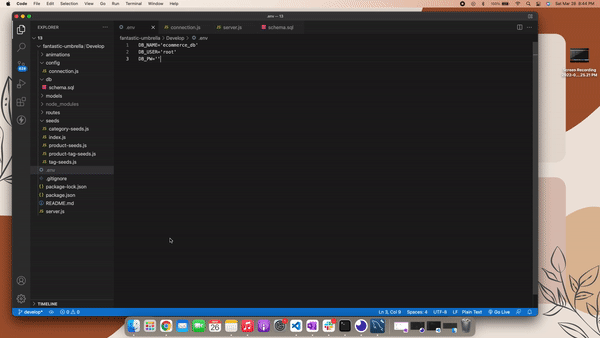 Code File Edit Selection View Go Run Terminal Window Help
100%
Sat Mar 26 8:44 PM
.env — 13
EXPLORER
.env
connection.js
server.js
schema.sql
fantastic-umbrella > Develop > .env
13
fantastic-umbrella / Develop
animations
config
connection.js
db
schema.sql
models
node_modules
routes
seeds
category-seeds.js
index.js
product-seeds.js
product-tag-seeds.js
tag-seeds.js
.env
.gitignore
package-lock.json
package.json
README.md
server.js
TIMELINE
1 DB_NAME='ecommerce_db'
2 DB_USER='root'
3 DB_PW=''
develop*
0 0
Ln 3, Col 9
Spaces: 4
UTF-8
LF
Plain Text
Go Live
Screen Recording
26